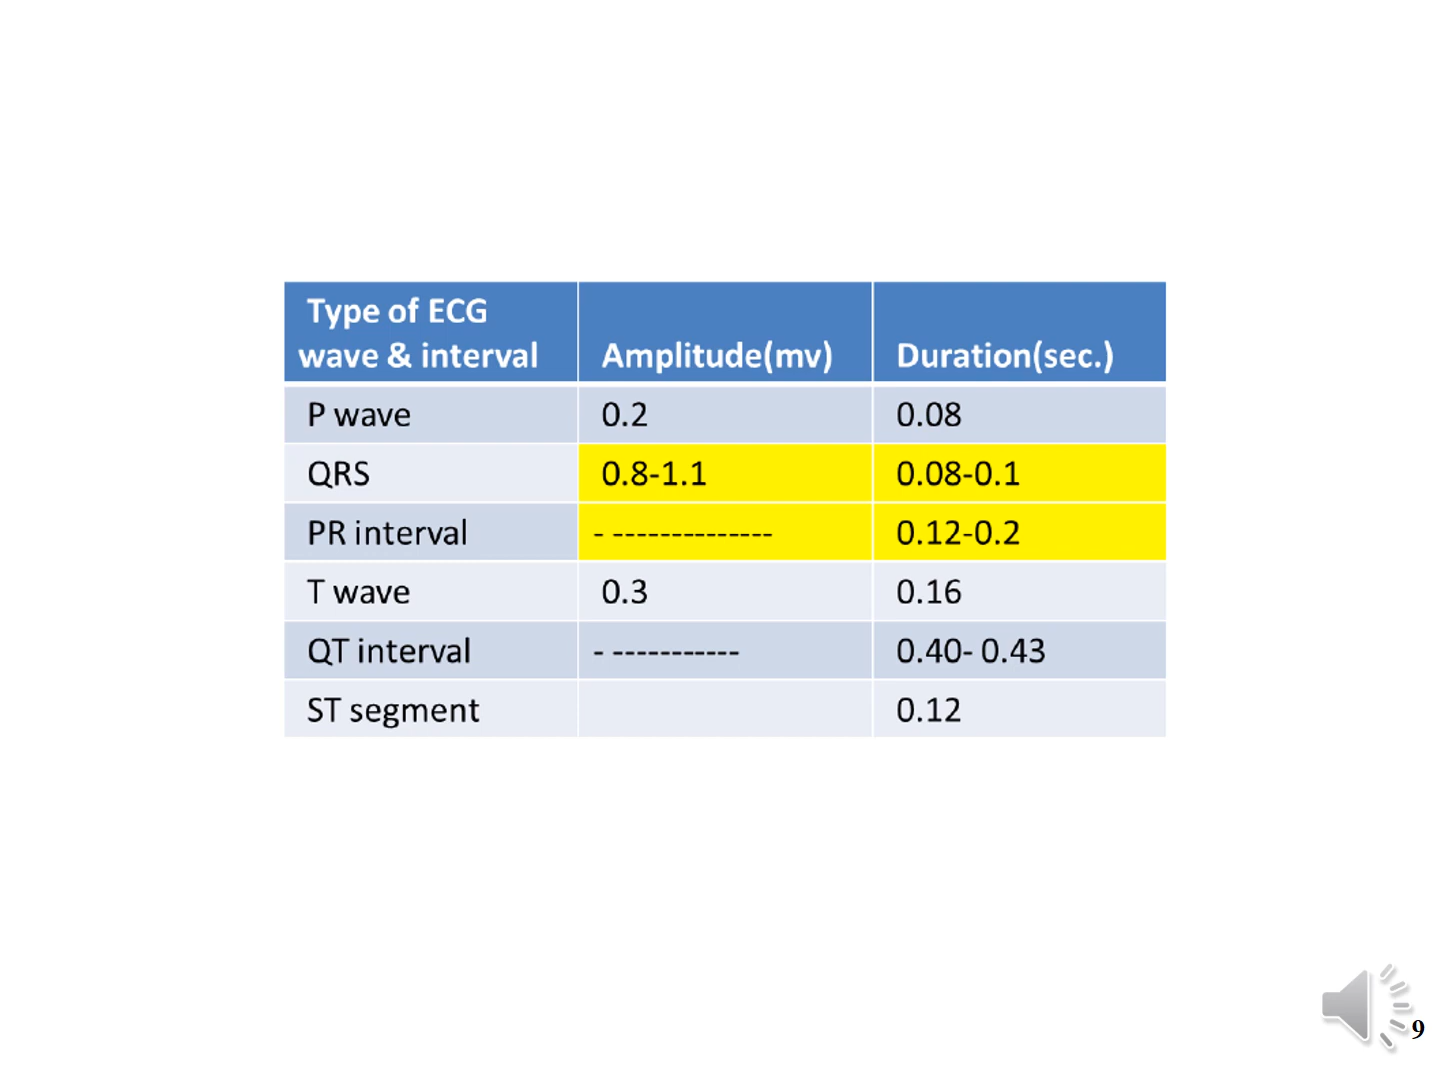 Type of ECG
wave & interval Amplitude(mv) Duration(sec.)
P wave 0.2 0.08
QRS 0.8-1.1 0.08-0.1
PR interval - -------------- 0.12-0.2
T wave 0.3 0.16
QT interval - ----------- 0.40- 0.43
ST segment 0.12
9